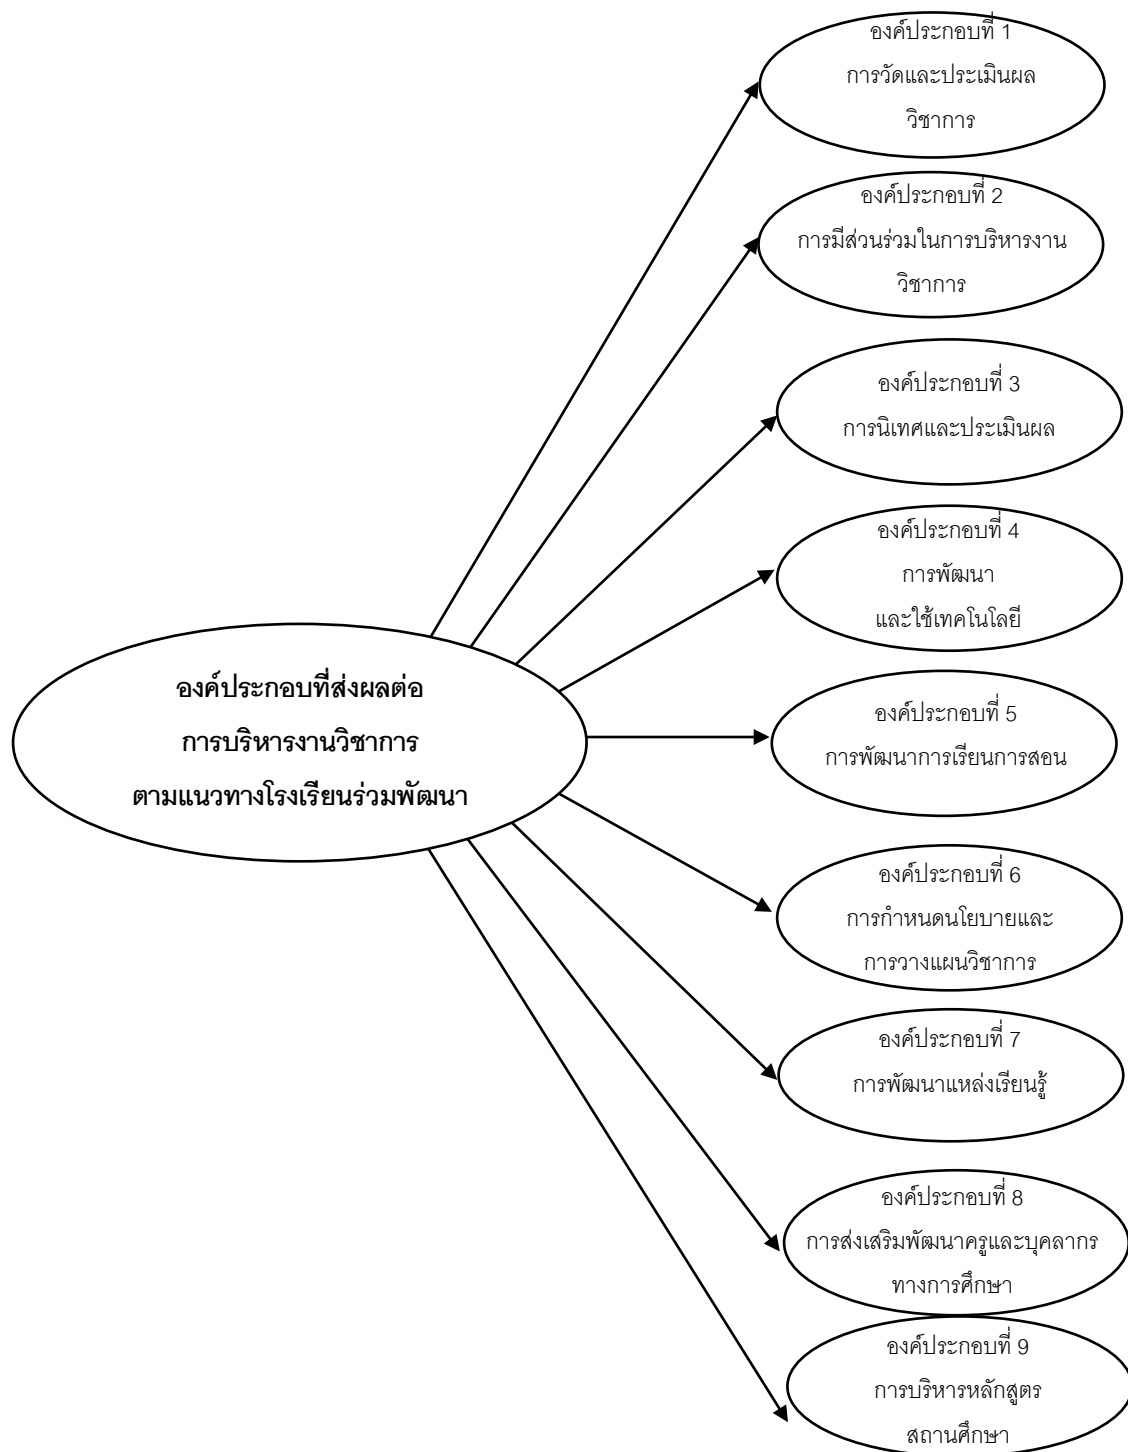 องค์ประกอบที่ 1
การวัดและประเมินผล
วิชาการ
องค์ประกอบที่ 2
การมีส่วนร่วมในการบริหารงาน
วิชาการ
องค์ประกอบที่ 3
การนิเทศและประเมินผล
องค์ประกอบที่ 4
การพัฒนา
และใช้เทคโนโลยี
องค์ประกอบที่ส่งผลต่อ
การบริหารงานวิชาการ
ตามแนวทางโรงเรียนร่วมพัฒนา
องค์ประกอบที่ 5
การพัฒนาการเรียนการสอน
องค์ประกอบที่ 6
การกำหนดนโยบายและ
การวางแผนวิชาการ
องค์ประกอบที่ 7
การพัฒนาแหล่งเรียนรู้
องค์ประกอบที่ 8
การส่งเสริมพัฒนาครูและบุคลากร
ทางการศึกษา
องค์ประกอบที่ 9
การบริหารหลักสูตร
สถานศึกษา